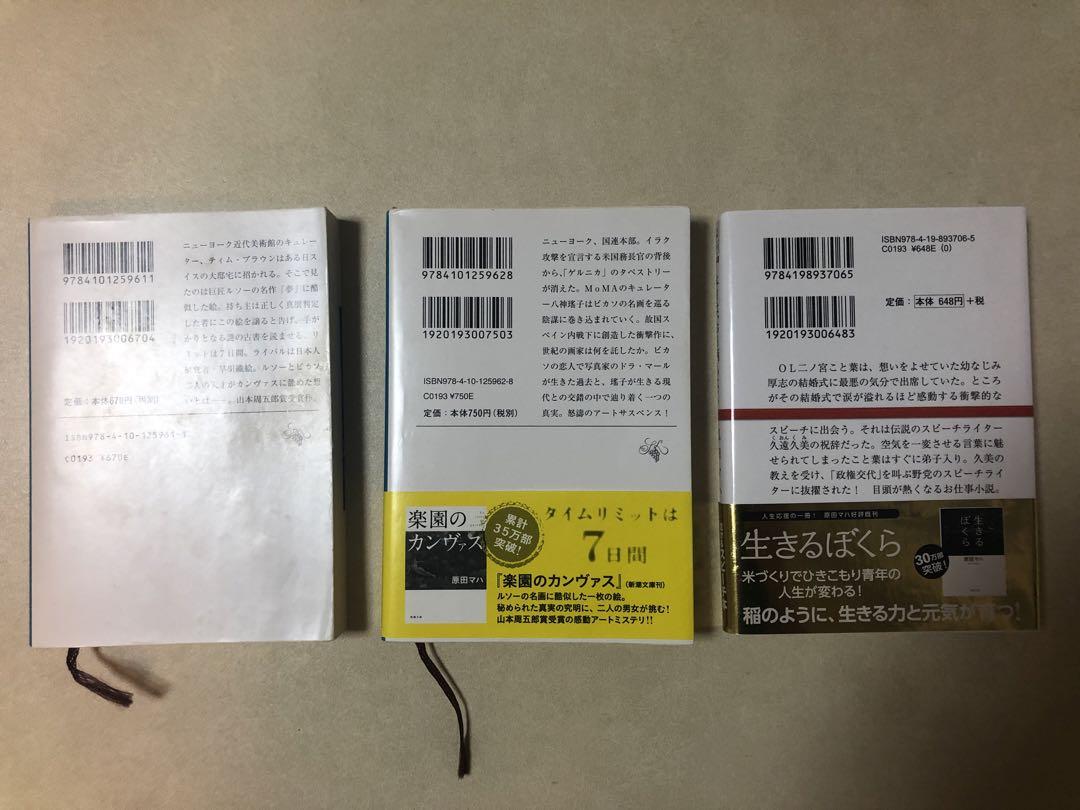 9784101259611
1920193006704
定価：本体670円（税別）
ISBN978-4-10-125961-1
C0193 ¥670E
ニューヨーク近代美術館のキュレー
ター、ティム・ブラウンはある日ス
イスの大邸宅に招かれる。そこで見
たのは巨匠ルソーの名作『夢』に酷
似した絵。持ち主は正しく真贋判定
した者にこの絵を譲ると告げ、手が
かりとなる謎の古書を読ませる。リ
ミットは7日間。ライバルは日本人
研究者・早川織絵。ルソーとピカソ
二人の天才がカンヴァスに籠めた想
いとは――。山本周五郎賞受賞作。
9784101259628
1920193007503
ISBN978-4-10-125962-8
C0193 ¥750E
定価：本体750円（税別）
ニューヨーク、国連本部。イラク
攻撃を宣言する米国務長官の背後
から、「ゲルニカ」のタペストリー
が消えた。MoMAのキュレータ
ー八神瑤子はピカソの名画を巡る
陰謀に巻き込まれていく。故国ス
ペイン内戦下に創造した衝撃作に、
世紀の画家は何を託したか。ピカ
ソの恋人で写真家のドラ・マール
が生きた過去と、瑤子が生きる現
代との交錯の中で辿り着く一つの
真実。怒濤のアートサスペンス！
楽園の
カンヴァス
原田マハ
累計
35万部
突破！
タイムリミットは
7日間
『楽園のカンヴァス』（新潮文庫刊）
ルソーの名画に酷似した一枚の絵。
秘められた真実の究明に、二人の男女が挑む！
山本周五郎賞受賞の感動アートミステリ!!
9784198937065
1920193006483
ISBN978-4-19-893706-5
C0193 ¥648E (0)
定価：本体 648円 +税
OL二ノ宮こと葉は、想いをよせていた幼なじみ
厚志の結婚式に最悪の気分で出席していた。ところ
がその結婚式で涙が溢れるほど感動する衝撃的な
スピーチに出会う。それは伝説のスピーチライター
くおんくみ
久遠久美の祝辞だった。空気を一変させる言葉に魅
せられてしまったこと葉はすぐに弟子入り。久美の
教えを受け、「政権交代」を叫ぶ野党のスピーチライ
ターに抜擢された！ 目頭が熱くなるお仕事小説。
人生応援の一冊！ 原田マハ好評既刊
生きるぼくら
米づくりでひきこもり青年の
人生が変わる！
稲のように、生きる力と元気が育つ！
30万部
突破！
生きる
ぼくら